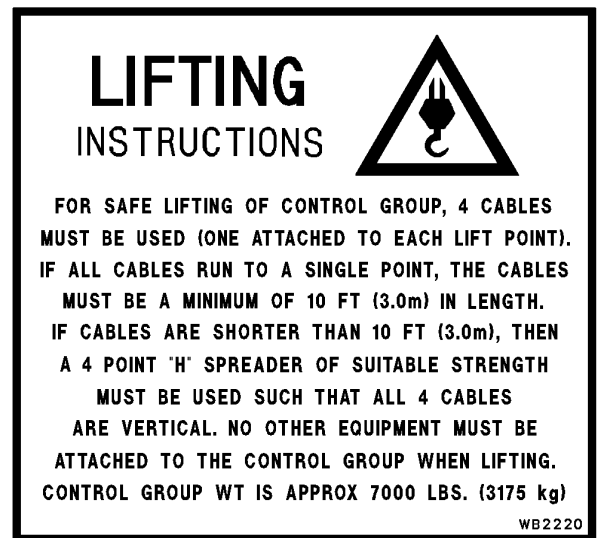 LIFTING
INSTRUCTIONS
FOR SAFE LIFTING OF CONTROL GROUP, 4 CABLES
MUST BE USED (ONE ATTACHED TO EACH LIFT POINT).
IF ALL CABLES RUN TO A SINGLE POINT, THE CABLES
MUST BE A MINIMUM OF 10 FT (3.0m) IN LENGTH.
IF CABLES ARE SHORTER THAN 10 FT (3.0m), THEN
A 4 POINT "H" SPREADER OF SUITABLE STRENGTH
MUST BE USED SUCH THAT ALL 4 CABLES
ARE VERTICAL. NO OTHER EQUIPMENT MUST BE
ATTACHED TO THE CONTROL GROUP WHEN LIFTING.
CONTROL GROUP WT IS APPROX 7000 LBS. (3175 kg)
WB2220